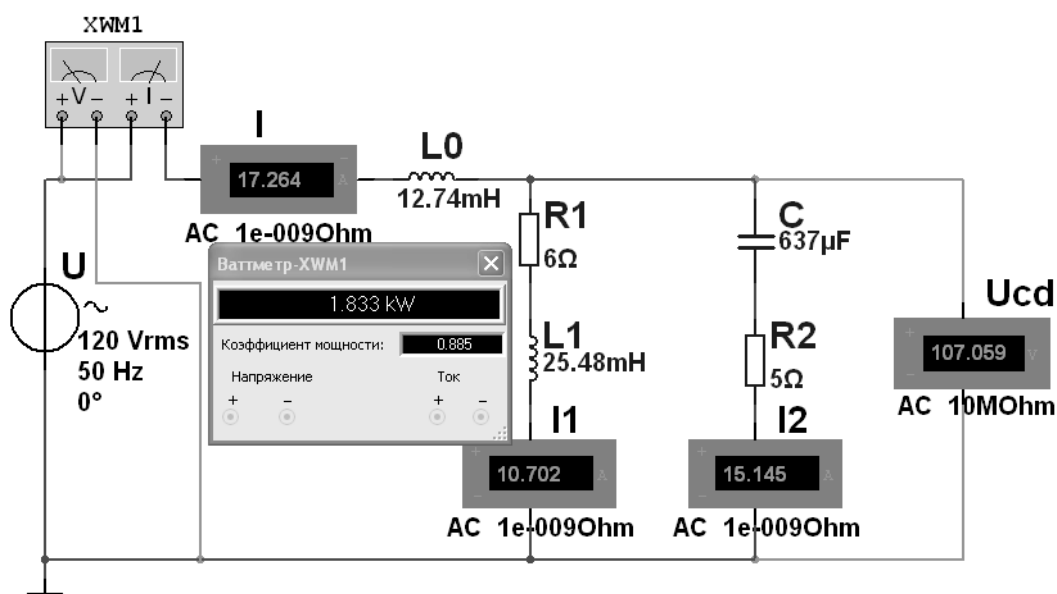 XWM1
+ V - + I -
I
17.264 A
AC 1e-009Ohm
L0
12.74mH
U
120 Vrms
50 Hz
0°
Ваттметр-XWM1
1.833 kW
Коэффициент мощности: 0.885
Напряжение Ток
+ - + -
R1
6Ω
L1
25.48mH
I1
10.702 A
AC 1e-009Ohm
C
637µF
R2
5Ω
I2
15.145 A
AC 1e-009Ohm
Ucd
107.059 V
AC 10MOhm